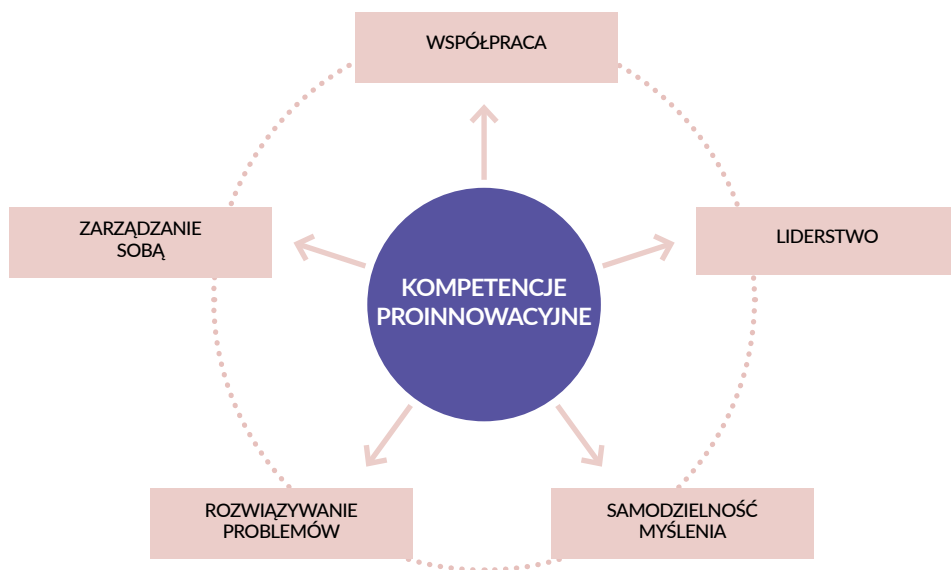 WSPÓŁPRACA
ZARZĄDZANIE
SOBĄ
LIDERSTWO
KOMPETENCJE
PROINNOWACYJNE
ROZWIĄZYWANIE
PROBLEMÓW
SAMODZIELNOŚĆ
MYŚLENIA